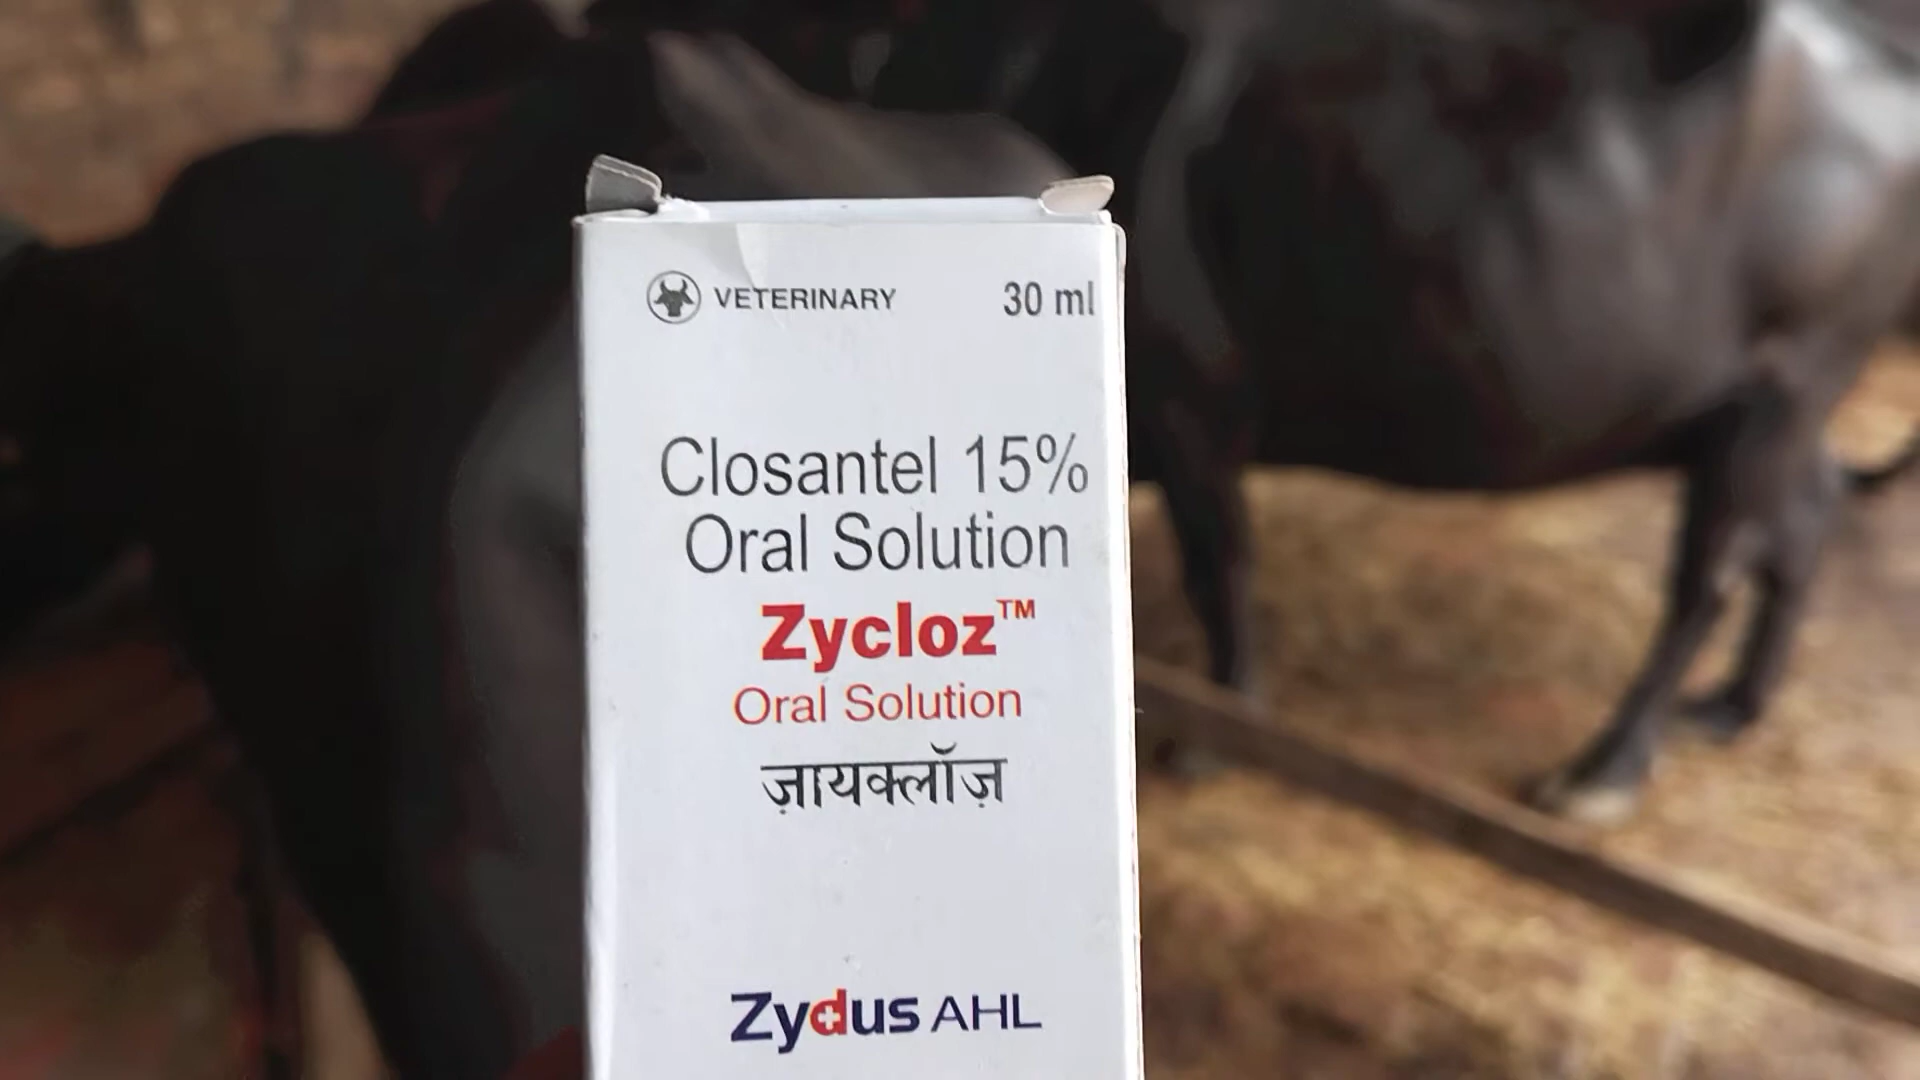 VETERINARY 30 ml
Closantel 15%
Oral Solution
Zycloz™
Oral Solution
ज़ायक्लॉज़
Zydus AHL